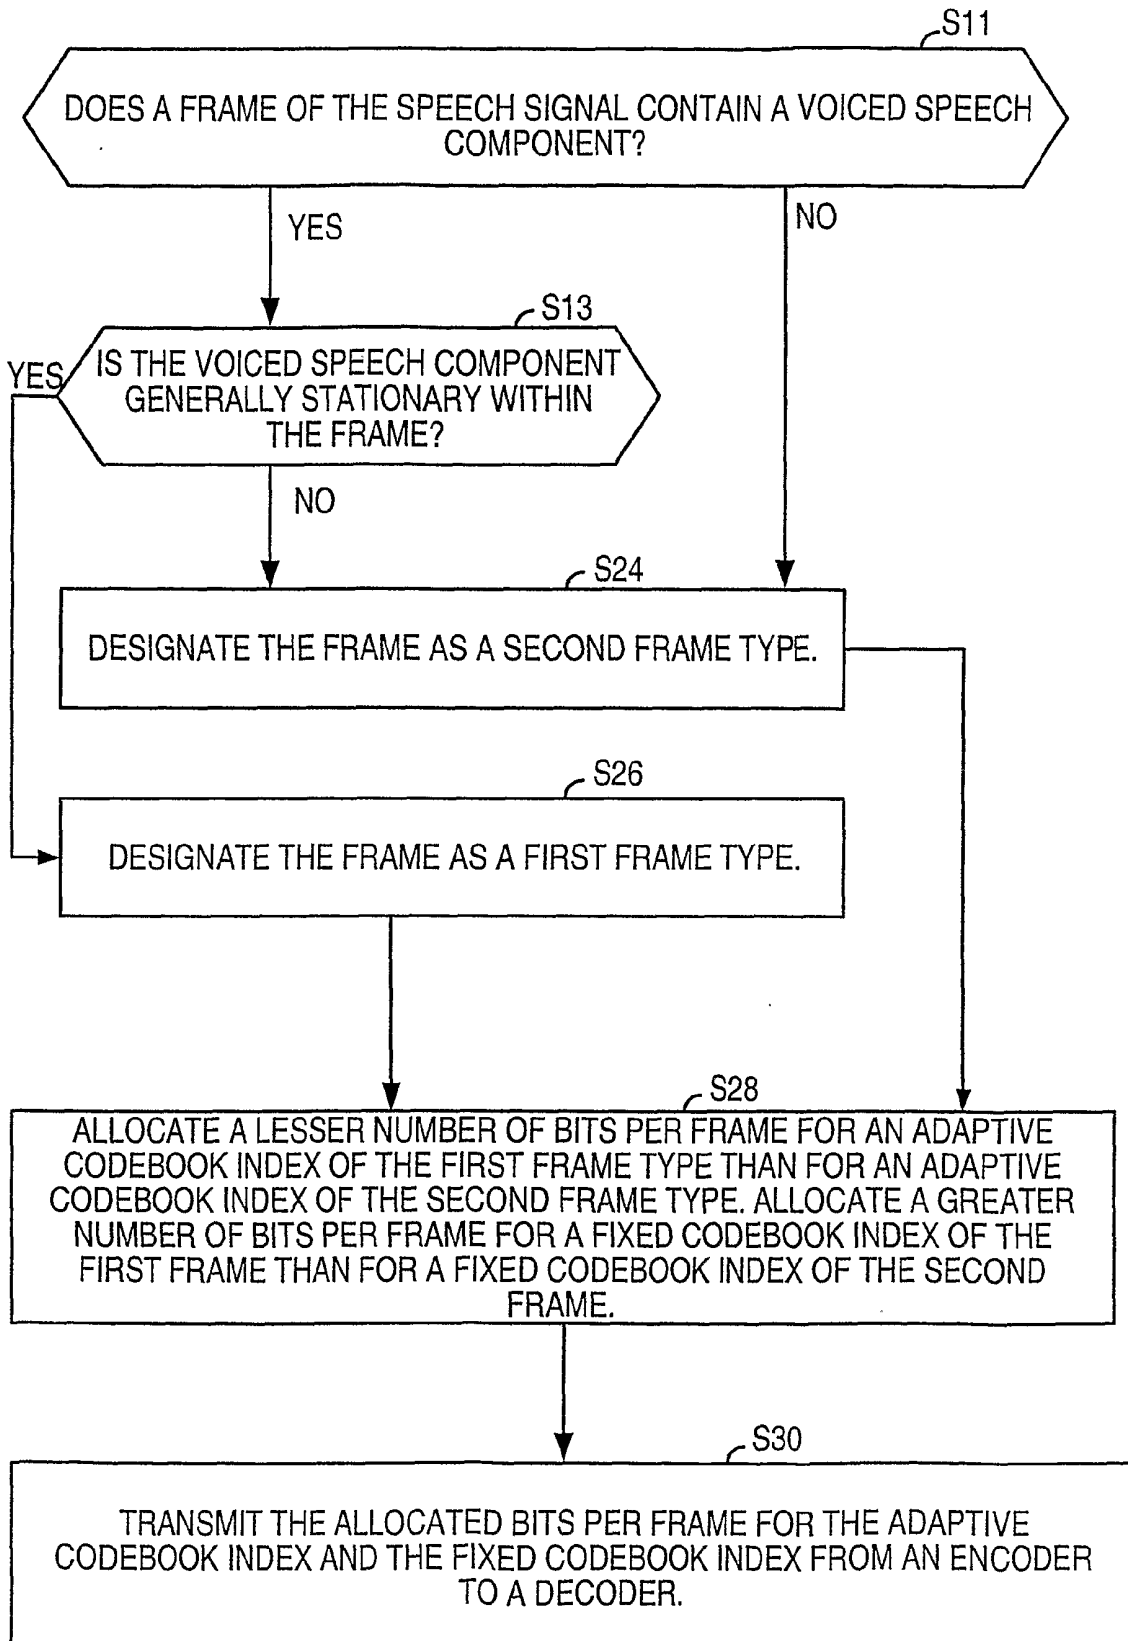 S11
DOES A FRAME OF THE SPEECH SIGNAL CONTAIN A VOICED SPEECH
COMPONENT?
YES
NO
S13
YES
IS THE VOICED SPEECH COMPONENT
GENERALLY STATIONARY WITHIN
THE FRAME?
NO
S24
DESIGNATE THE FRAME AS A SECOND FRAME TYPE.
S26
DESIGNATE THE FRAME AS A FIRST FRAME TYPE.
S28
ALLOCATE A LESSER NUMBER OF BITS PER FRAME FOR AN ADAPTIVE
CODEBOOK INDEX OF THE FIRST FRAME TYPE THAN FOR AN ADAPTIVE
CODEBOOK INDEX OF THE SECOND FRAME TYPE. ALLOCATE A GREATER
NUMBER OF BITS PER FRAME FOR A FIXED CODEBOOK INDEX OF THE
FIRST FRAME THAN FOR A FIXED CODEBOOK INDEX OF THE SECOND
FRAME.
S30
TRANSMIT THE ALLOCATED BITS PER FRAME FOR THE ADAPTIVE
CODEBOOK INDEX AND THE FIXED CODEBOOK INDEX FROM AN ENCODER
TO A DECODER.